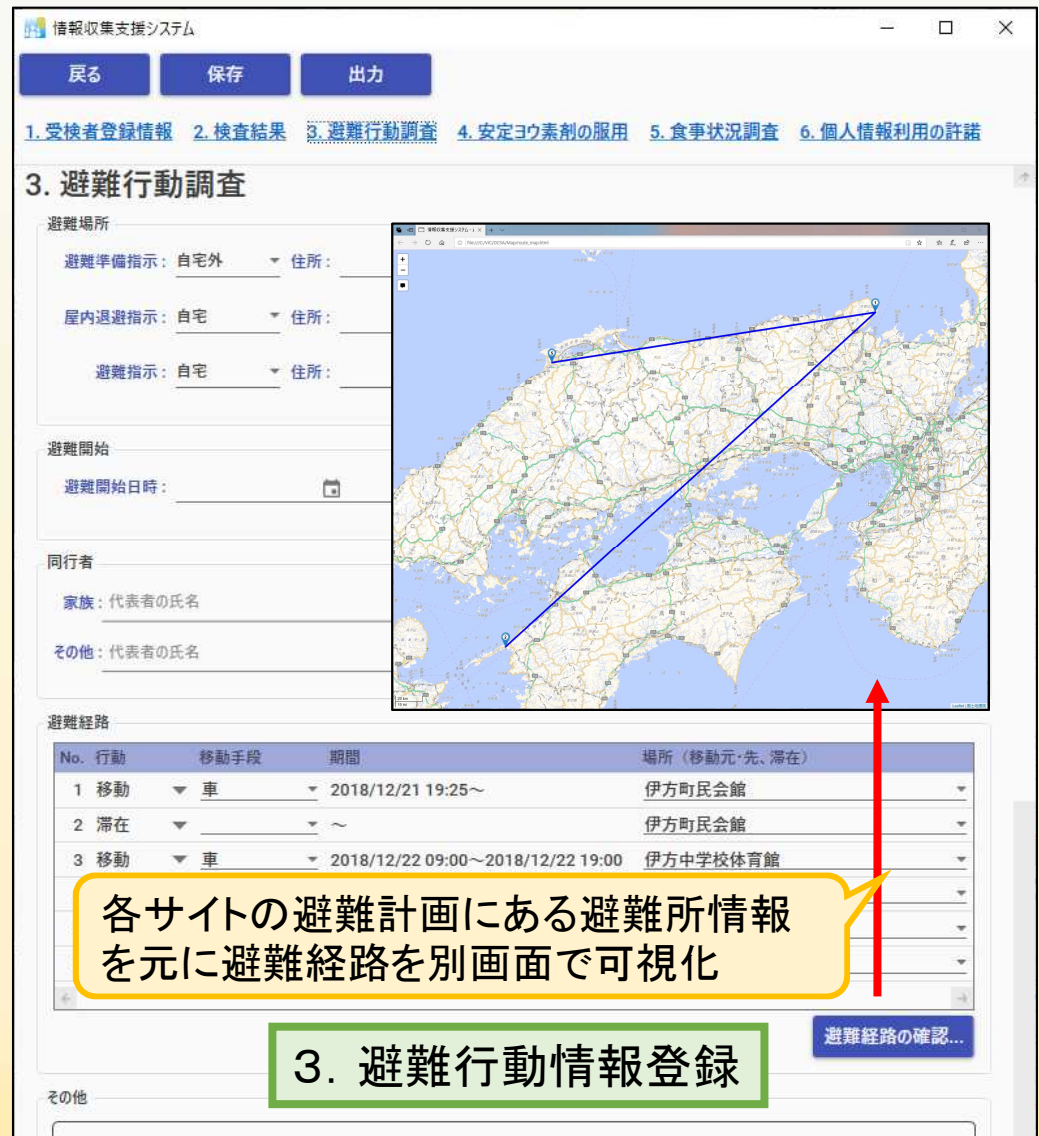 情報収集支援システム
戻る 保存 出力
1. 受検者登録情報 2. 検査結果 3. 避難行動調査 4. 安定ヨウ素剤の服用 5. 食事状況調査 6. 個人情報利用の許諾
3. 避難行動調査
避難場所
避難準備指示 : 自宅外 住所 :
屋内退避指示 : 自宅 住所 :
避難指示 : 自宅 住所 :
避難開始
避難開始日時 :
同行者
家族 : 代表者の氏名
その他 : 代表者の氏名
避難経路
No. 行動 移動手段 期間 場所（移動元・先、滞在）
1 移動 車 2018/12/21 19:25～ 伊方町民会館
2 滞在 ～ 伊方町民会館
3 移動 車 2018/12/22 09:00～2018/12/22 19:00 伊方中学校体育館
各サイトの避難計画にある避難所情報
を元に避難経路を別画面で可視化
避難経路の確認...
３．避難行動情報登録
その他